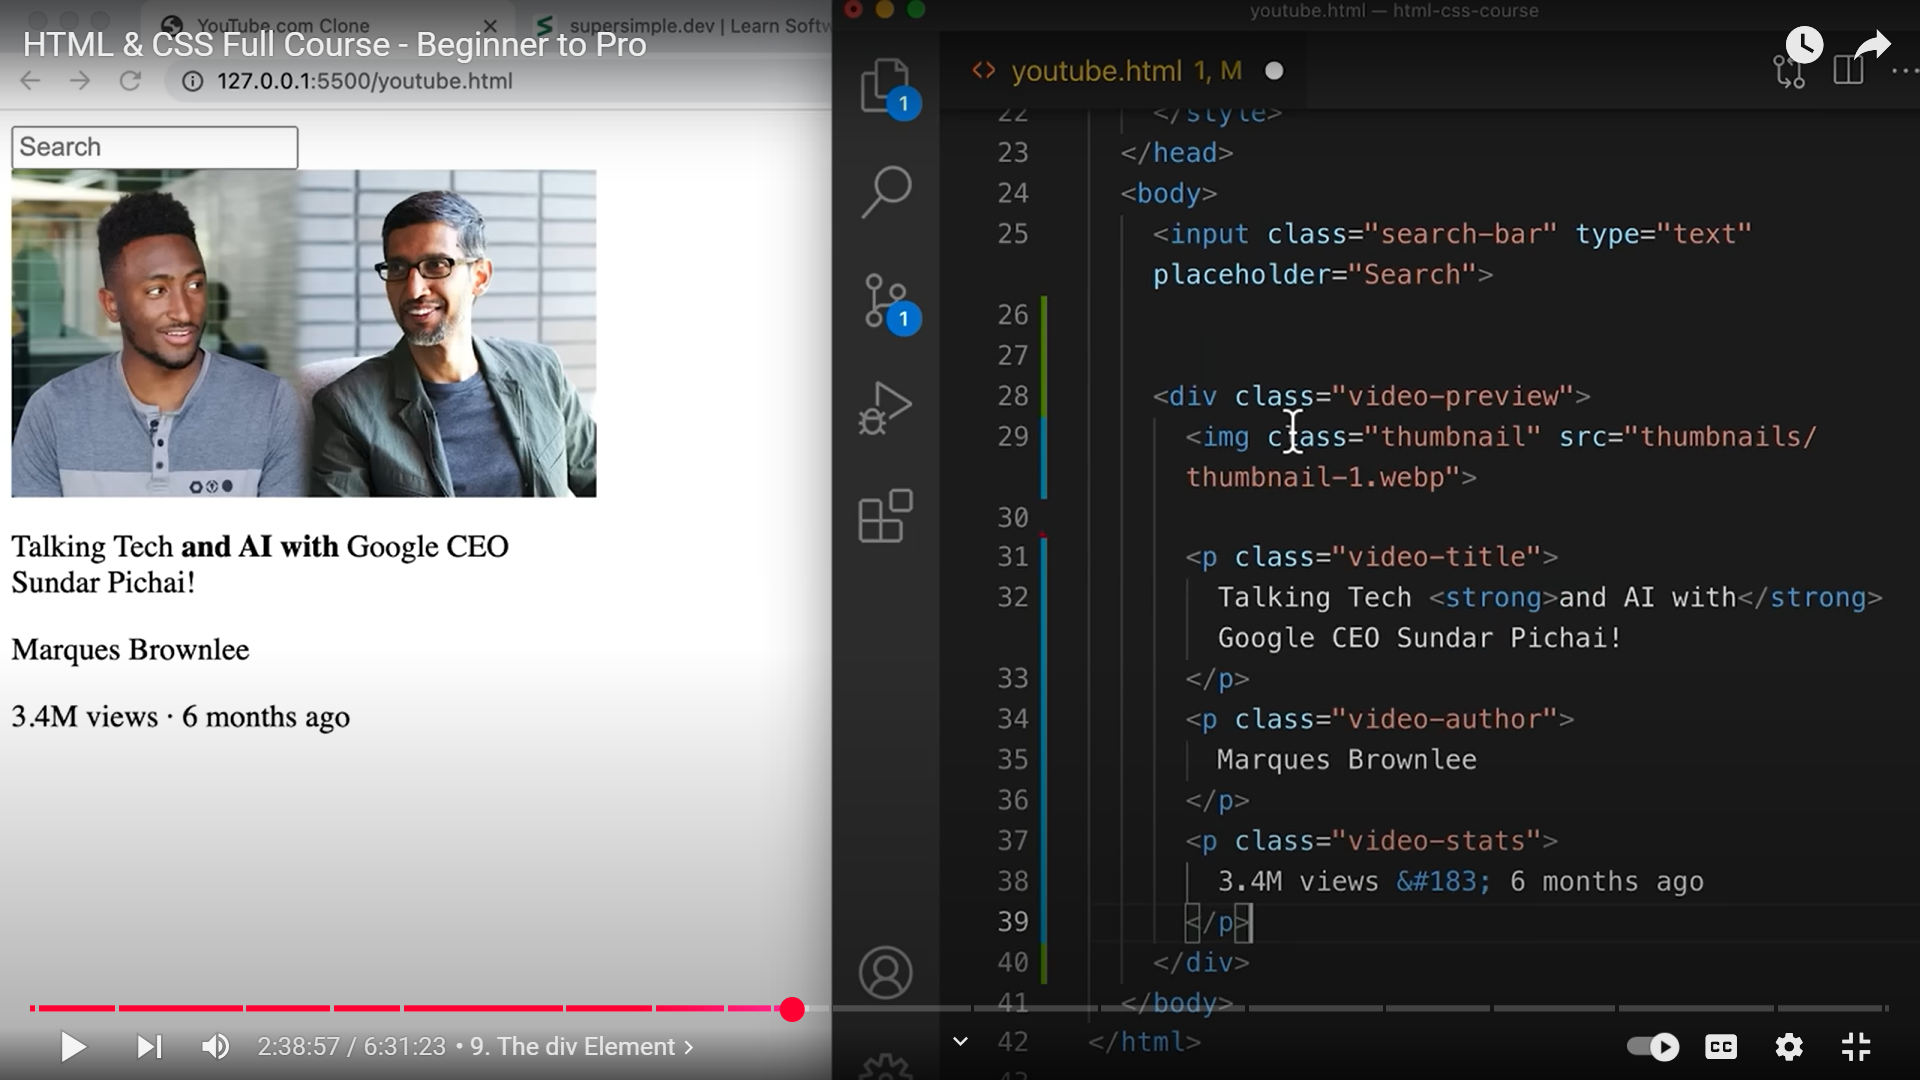 YouTube.com Clone
supersimple.dev | Learn Softw
HTML & CSS Full Course - Beginner to Pro
127.0.0.1:5500/youtube.html
Search
Talking Tech and AI with Google CEO
Sundar Pichai!
Marques Brownlee
3.4M views · 6 months ago
youtube.html — html-css-course
youtube.html 1, M
1
1
22 </style>
23 </head>
24 <body>
25 <input class="search-bar" type="text"
placeholder="Search">
26
27
28 <div class="video-preview">
29 <img class="thumbnail" src="thumbnails/
thumbnail-1.webp">
30
31 <p class="video-title">
32 Talking Tech <strong>and AI with</strong>
Google CEO Sundar Pichai!
33 </p>
34 <p class="video-author">
35 Marques Brownlee
36 </p>
37 <p class="video-stats">
38 3.4M views &#183; 6 months ago
39 </p>
40 </div>
41 </body>
42 </html>
2:38:57 / 6:31:23 • 9. The div Element
CC